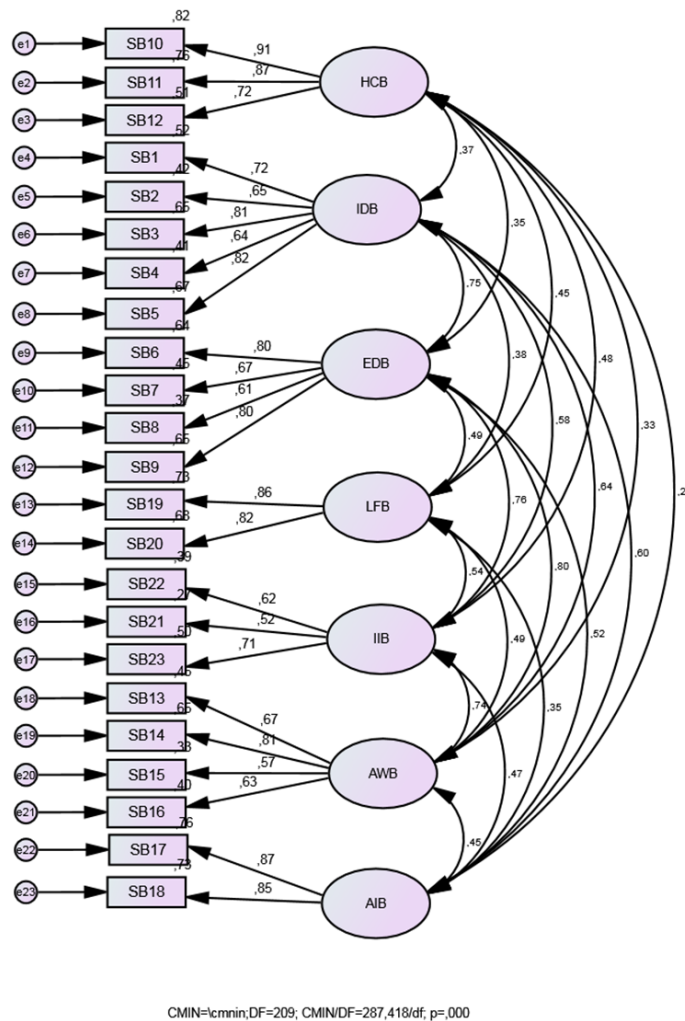 ,82
e1 SB10 ,91
,76
e2 SB11 ,87 HCB
,51
e3 SB12 ,72
,52
e4 SB1 ,72 ,37
,42
e5 SB2 ,65 IDB
,65
e6 SB3 ,81 ,35
,41
e7 SB4 ,64
,67
e8 SB5 ,82 ,75 ,45
,64
e9 SB6 ,80 EDB ,38 ,48
,45
e10 SB7 ,67
,37
e11 SB8 ,61 ,58 ,33
,65
e12 SB9 ,80 ,49
,73
e13 SB19 ,86 LFB ,76 ,64 ,2
,68
e14 SB20 ,82
,39
e15 SB22 ,62 ,54 ,80 ,60
,27
e16 SB21 ,52 IIB ,49 ,52
,50
e17 SB23 ,71
,45
e18 SB13 ,67 ,74 ,35
,65
e19 SB14 ,81
,33
e20 SB15 ,57 AWB ,47
,40
e21 SB16 ,63
,76
e22 SB17 ,87 ,45
,73
e23 SB18 ,85 AIB
CMIN=\cmnin;DF=209; CMIN/DF=287,418/df; p=,000